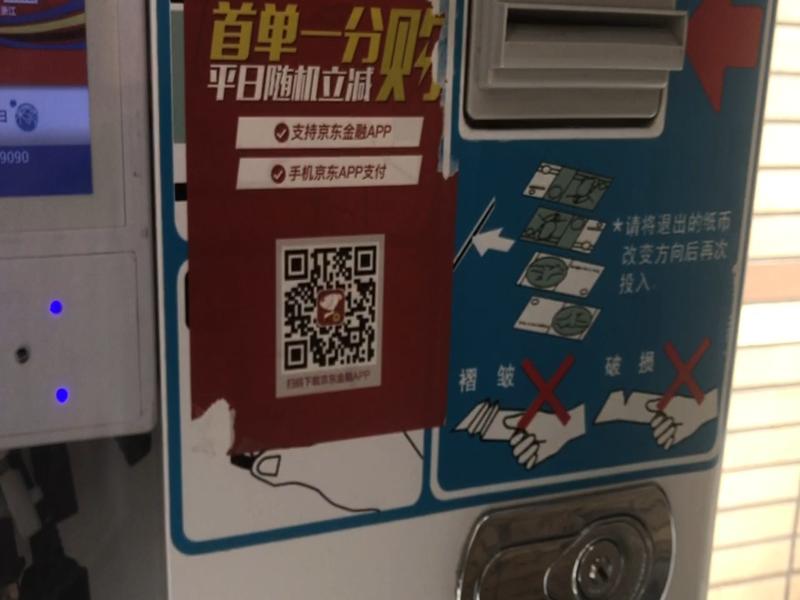 浙江
9090
首单一分购
平日随机立减
支持京东金融APP
手机京东APP支付
扫码下载京东金融APP
*请将退出的纸币
改变方向后再次
投入.
褶 皱
破 损